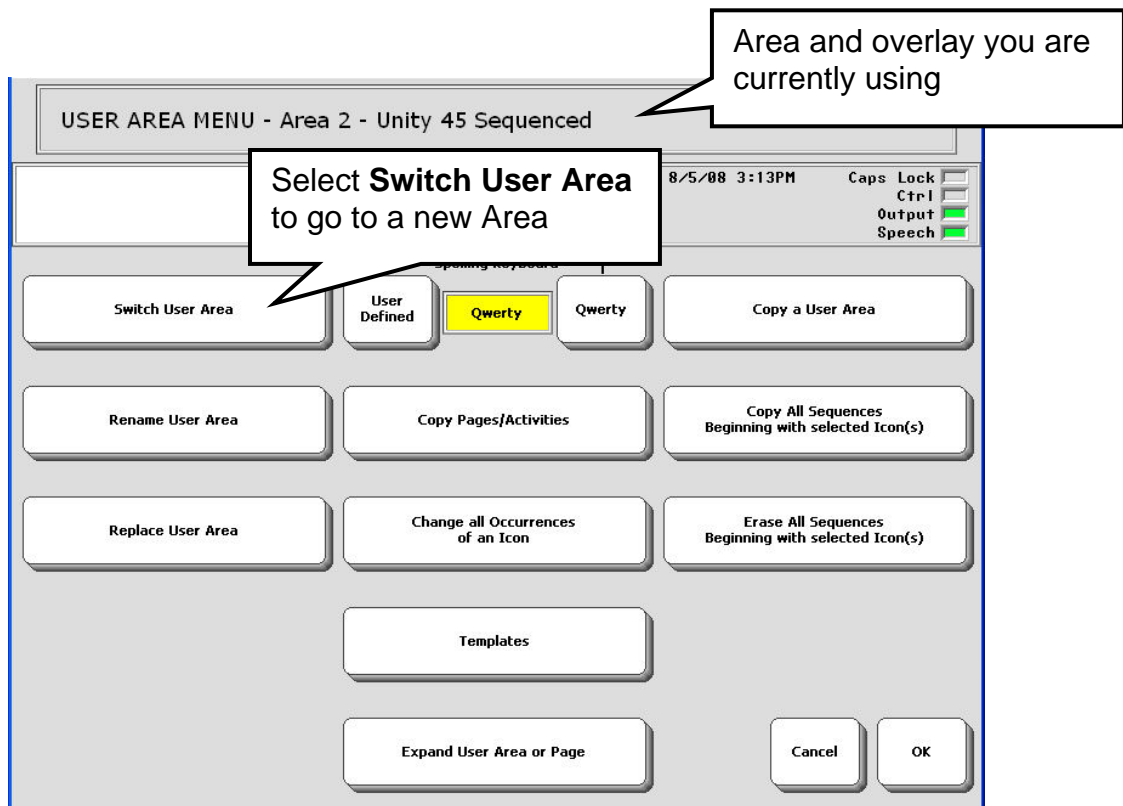 Area and overlay you are
currently using
USER AREA MENU - Area 2 - Unity 45 Sequenced
Select Switch User Area
to go to a new Area
8/5/08 3:13PM
Caps Lock
Ctrl
Output
Speech
Spelling Keyboard
Switch User Area
User
Defined
Qwerty
Qwerty
Copy a User Area
Rename User Area
Copy Pages/Activities
Copy All Sequences
Beginning with selected Icon(s)
Replace User Area
Change all Occurrences
of an Icon
Erase All Sequences
Beginning with selected Icon(s)
Templates
Expand User Area or Page
Cancel
OK